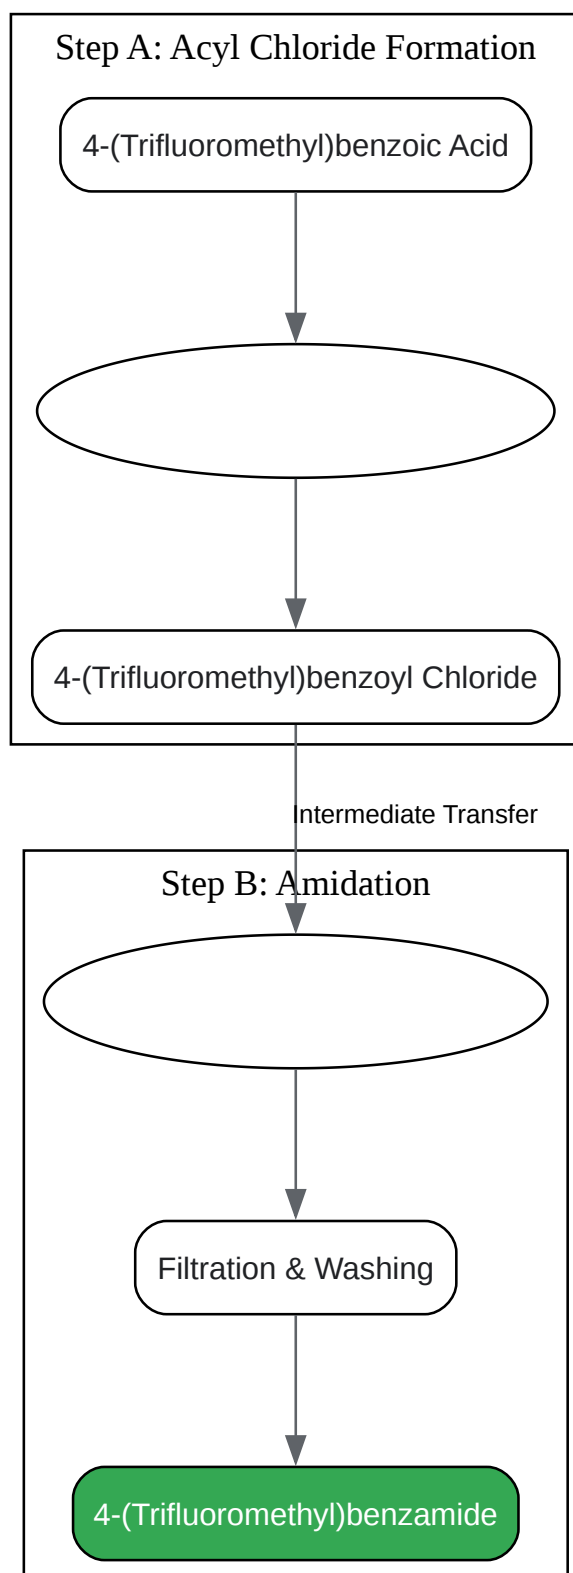 Step A: Acyl Chloride Formation
4-(Trifluoromethyl)benzoic Acid
4-(Trifluoromethyl)benzoyl Chloride
Intermediate Transfer
Step B: Amidation
Filtration & Washing
4-(Trifluoromethyl)benzamide